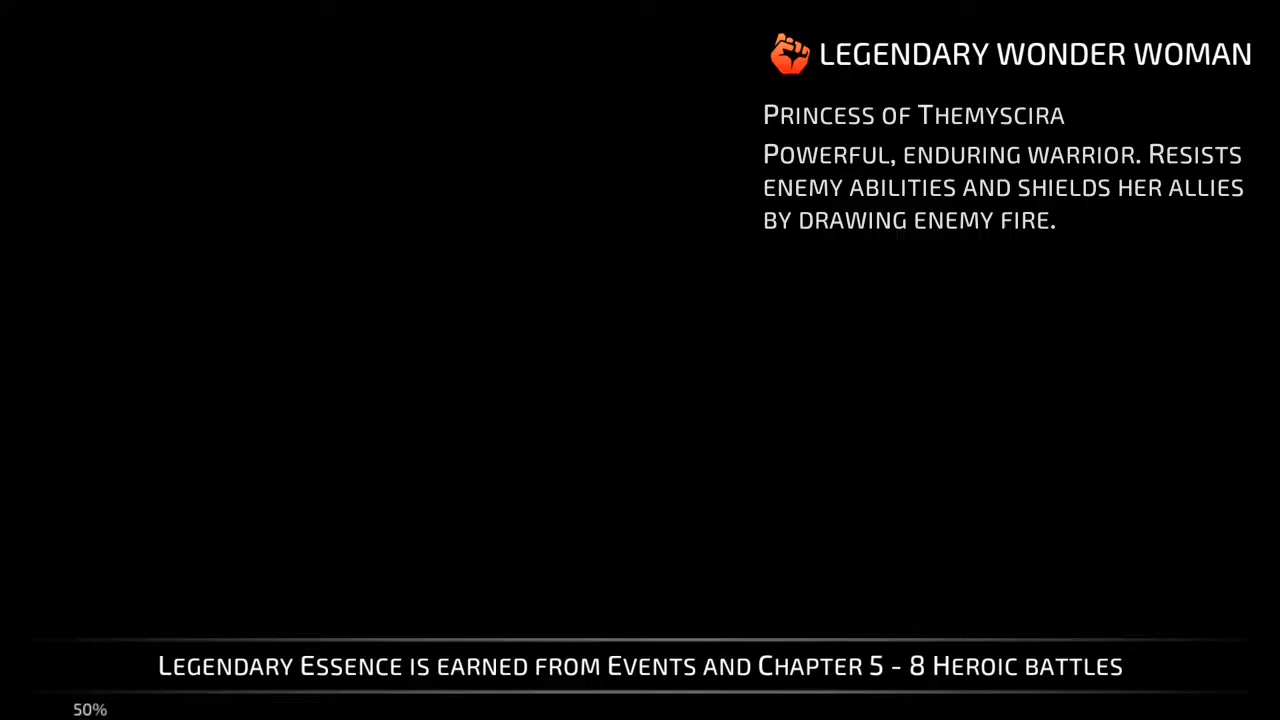 LEGENDARY WONDER WOMAN
PRINCESS OF THEMYSCIRA
POWERFUL, ENDURING WARRIOR. RESISTS
ENEMY ABILITIES AND SHIELDS HER ALLIES
BY DRAWING ENEMY FIRE.
LEGENDARY ESSENCE IS EARNED FROM EVENTS AND CHAPTER 5 - 8 HEROIC BATTLES
50%